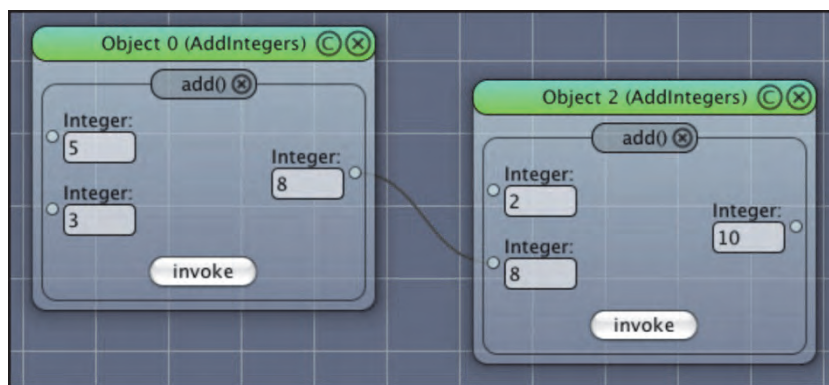 Object 0 (AddIntegers) C
add()
Integer:
5
Integer:
3
Integer:
8
invoke
Object 2 (AddIntegers) C
add()
Integer:
2
Integer:
8
Integer:
10
invoke